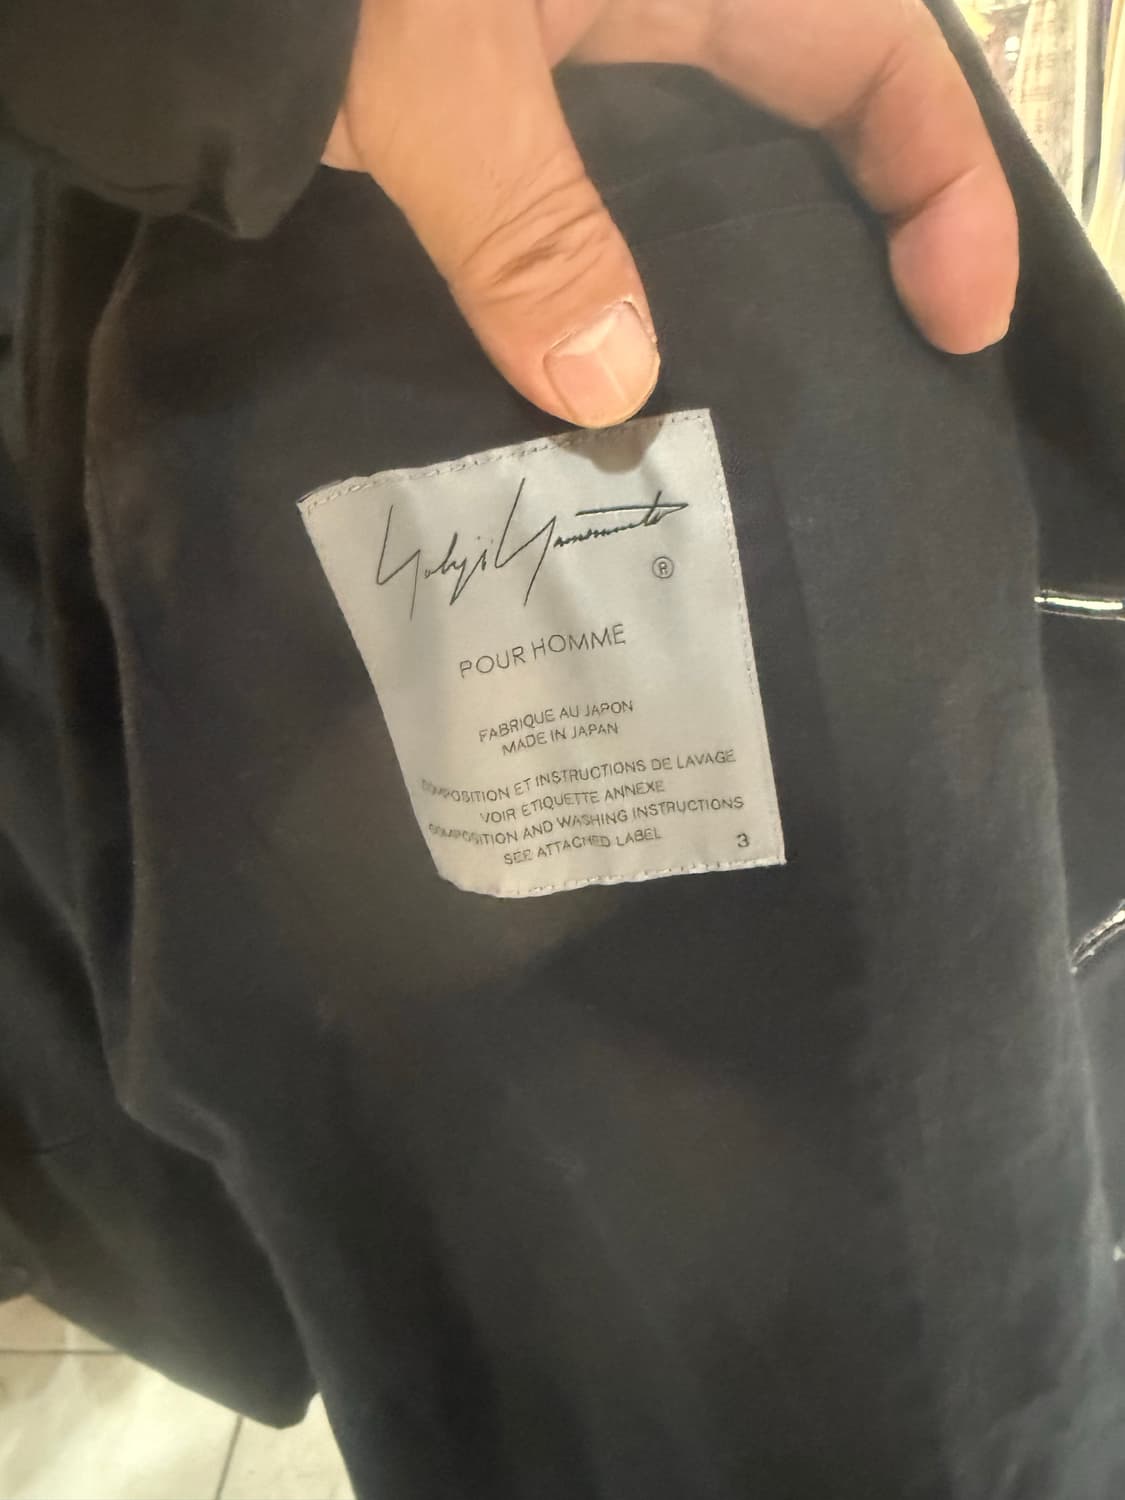 Yohji Yamamoto
®
POUR HOMME
FABRIQUE AU JAPON
MADE IN JAPAN
COMPOSITION ET INSTRUCTIONS DE LAVAGE
VOIR ETIQUETTE ANNEXE
COMPOSITION AND WASHING INSTRUCTIONS
SEE ATTACHED LABEL
3